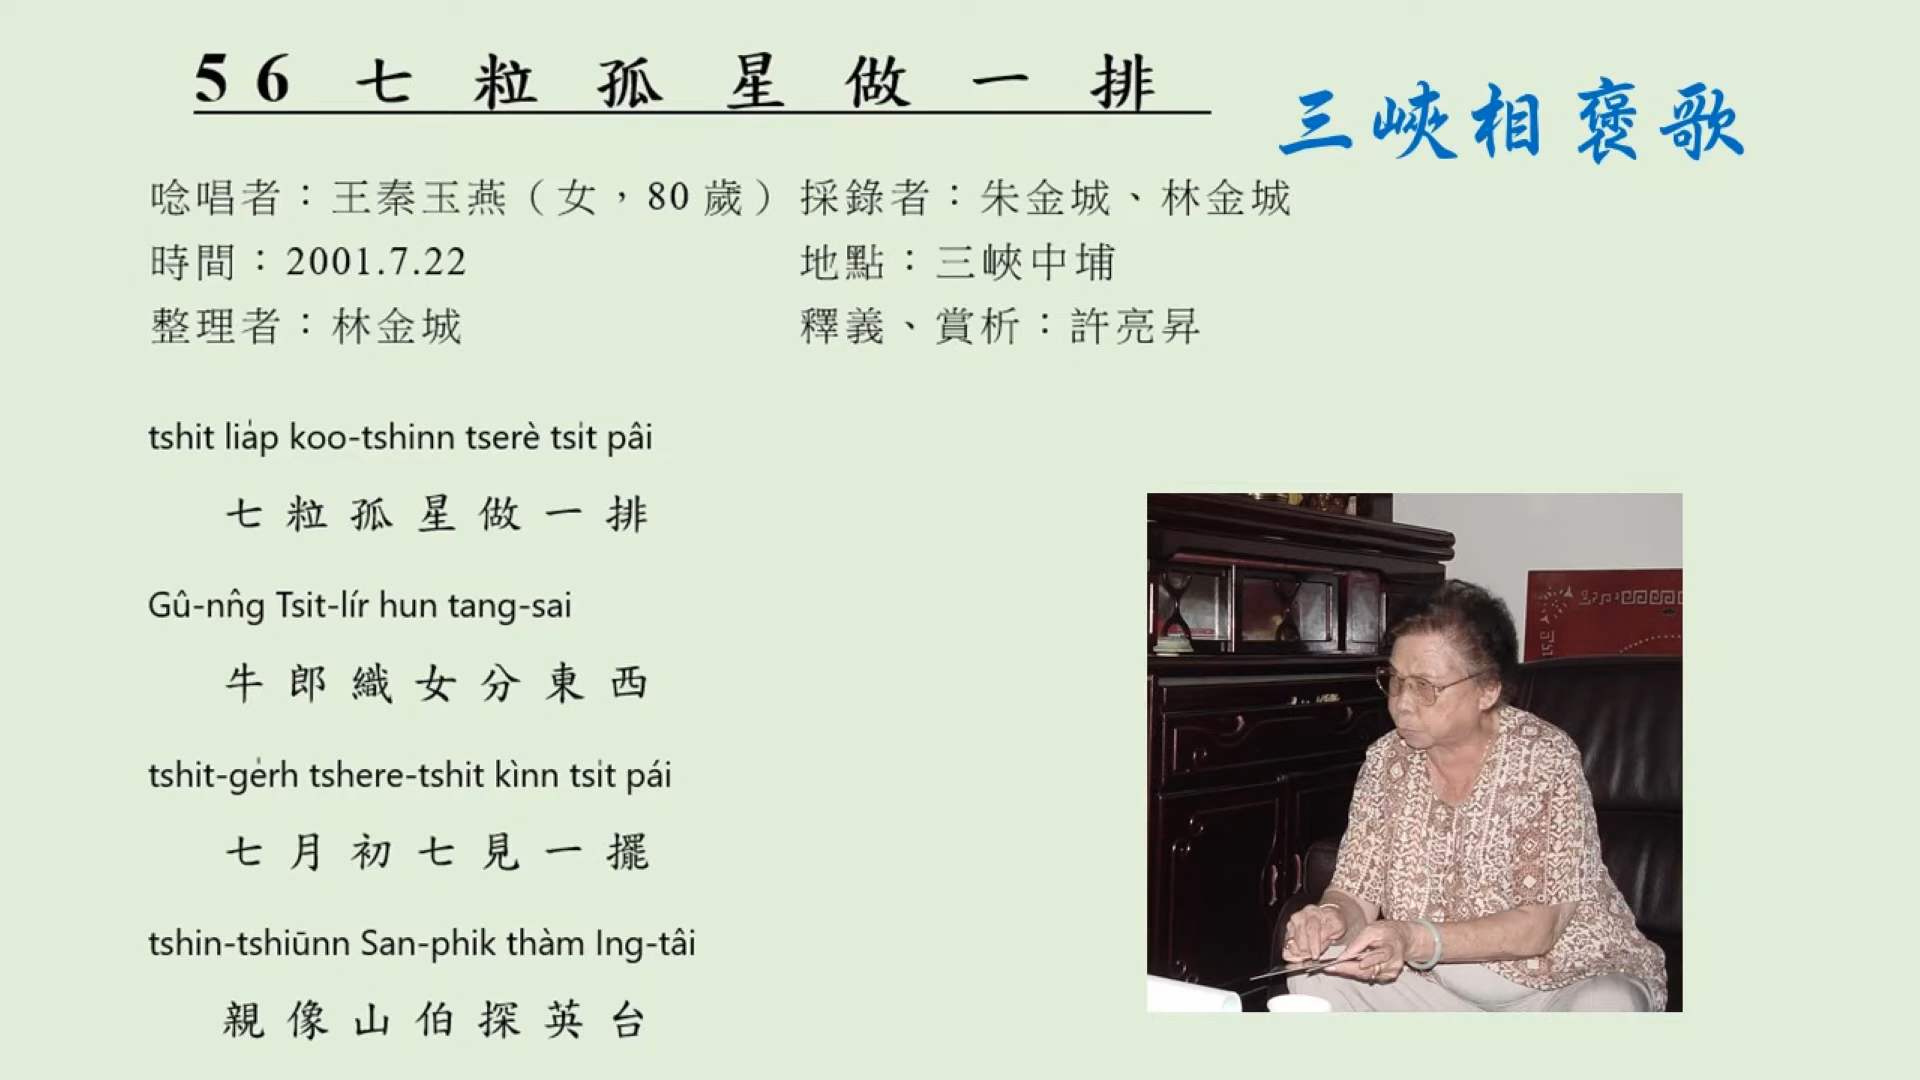 56 七粒孤星做一排
三峽相褒歌
唸唱者：王秦玉燕（女，80歲） 採錄者：朱金城、林金城
時間：2001.7.22 地點：三峽中埔
整理者：林金城 釋義、賞析：許亮昇
tshit lia̍p koo-tshinn tserè tsi̍t pâi
七粒孤星做一排
Gû-nn̂g Tsit-lír hun tang-sai
牛郎織女分東西
tshit-ge̍rh tshere-tshit kìnn tsi̍t pái
七月初七見一擺
tshin-tshiūnn San-phik thàm Ing-tâi
親像山伯探英台